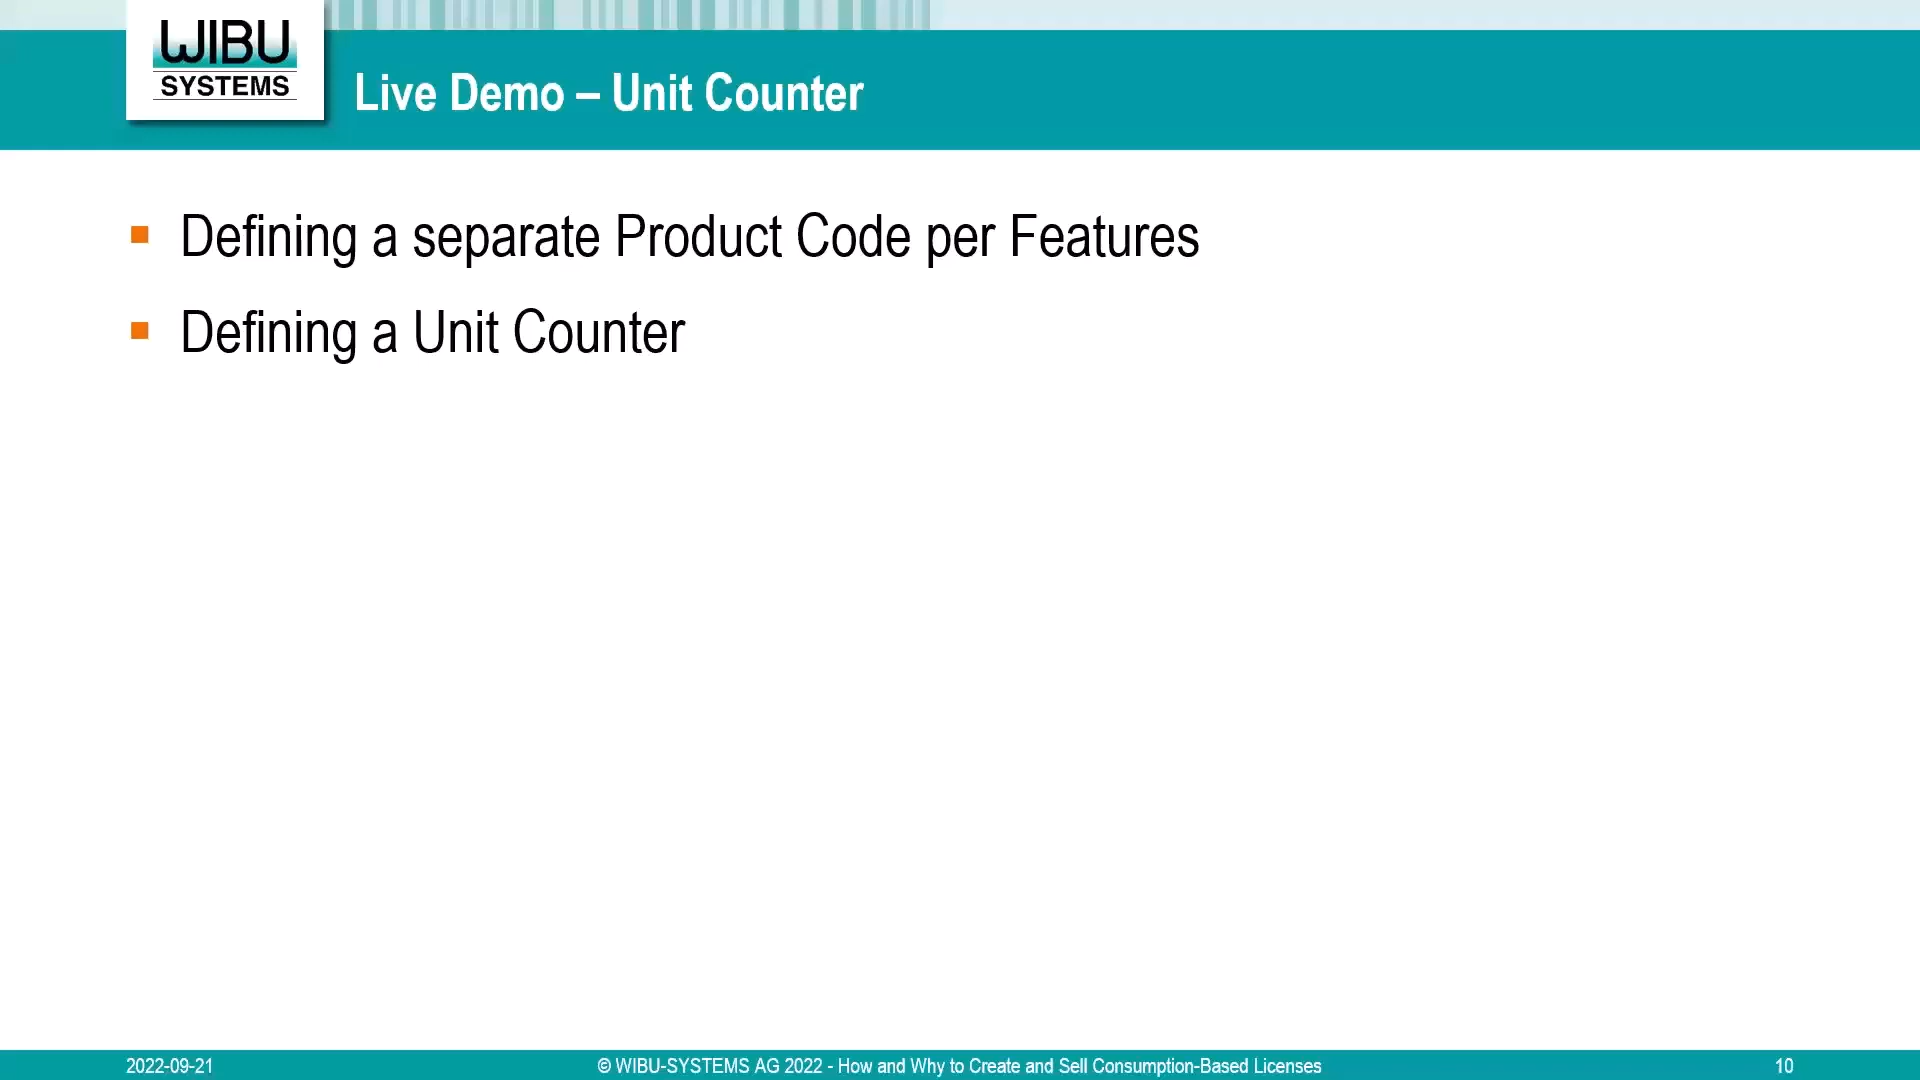 WIBU
SYSTEMS
Live Demo – Unit Counter
Defining a separate Product Code per Features
Defining a Unit Counter
2022-09-21
© WIBU-SYSTEMS AG 2022 - How and Why to Create and Sell Consumption-Based Licenses
10